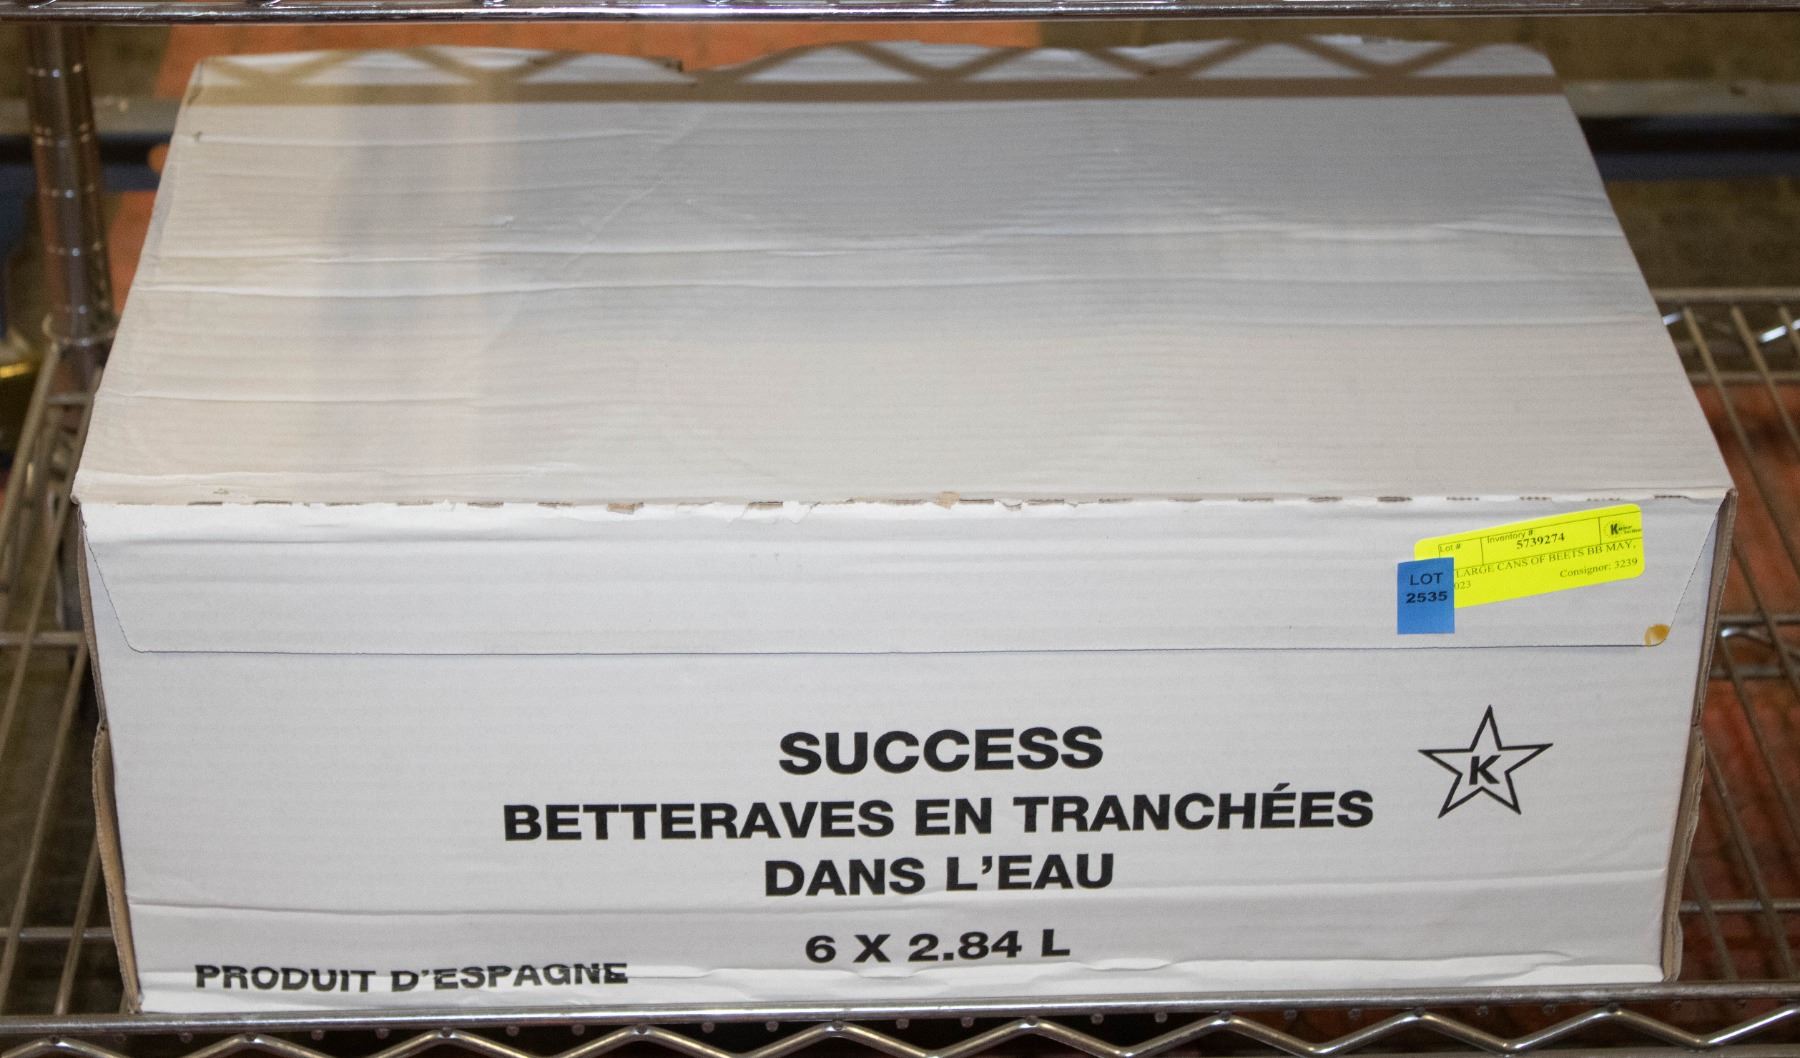 Lot #
Inventory #
5739274
LARGE CANS OF BEETS BB MAY,
023
Consignor: 3239
LOT
2535
SUCCESS
K
BETTERAVES EN TRANCHÉES
DANS L'EAU
6 X 2.84 L
PRODUIT D'ESPAGNE